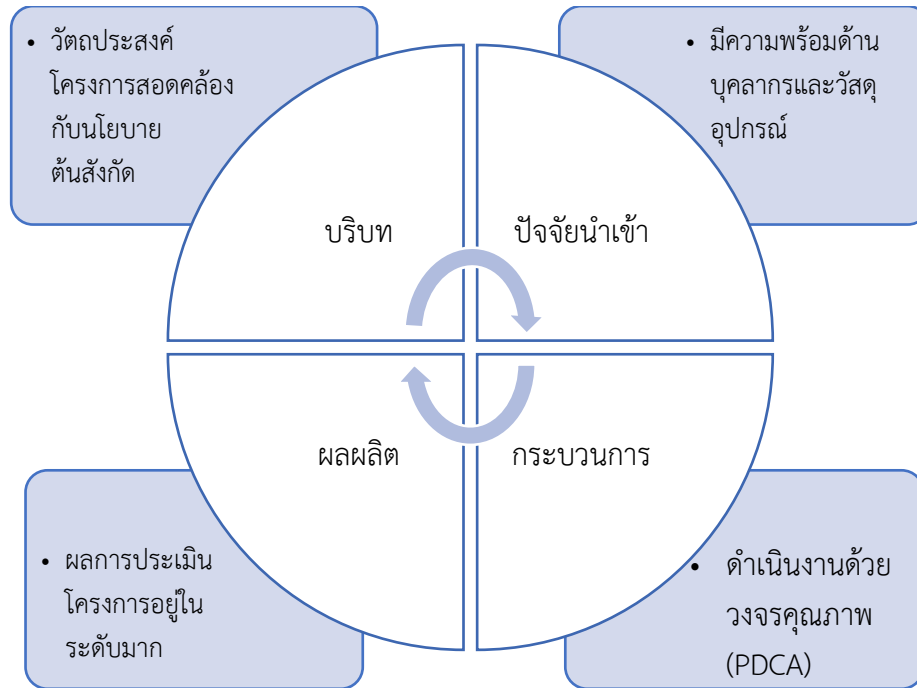 • วัตถประสงค์
โครงการสอดคล้อง
กับนโยบาย
ต้นสังกัด
• มีความพร้อมด้าน
บุคลากรและวัสดุ
อุปกรณ์
บริบท
ปัจจัยนำเข้า
ผลผลิต
กระบวนการ
• ผลการประเมิน
โครงการอยู่ใน
ระดับมาก
• ดำเนินงานด้วย
วงจรคุณภาพ
(PDCA)